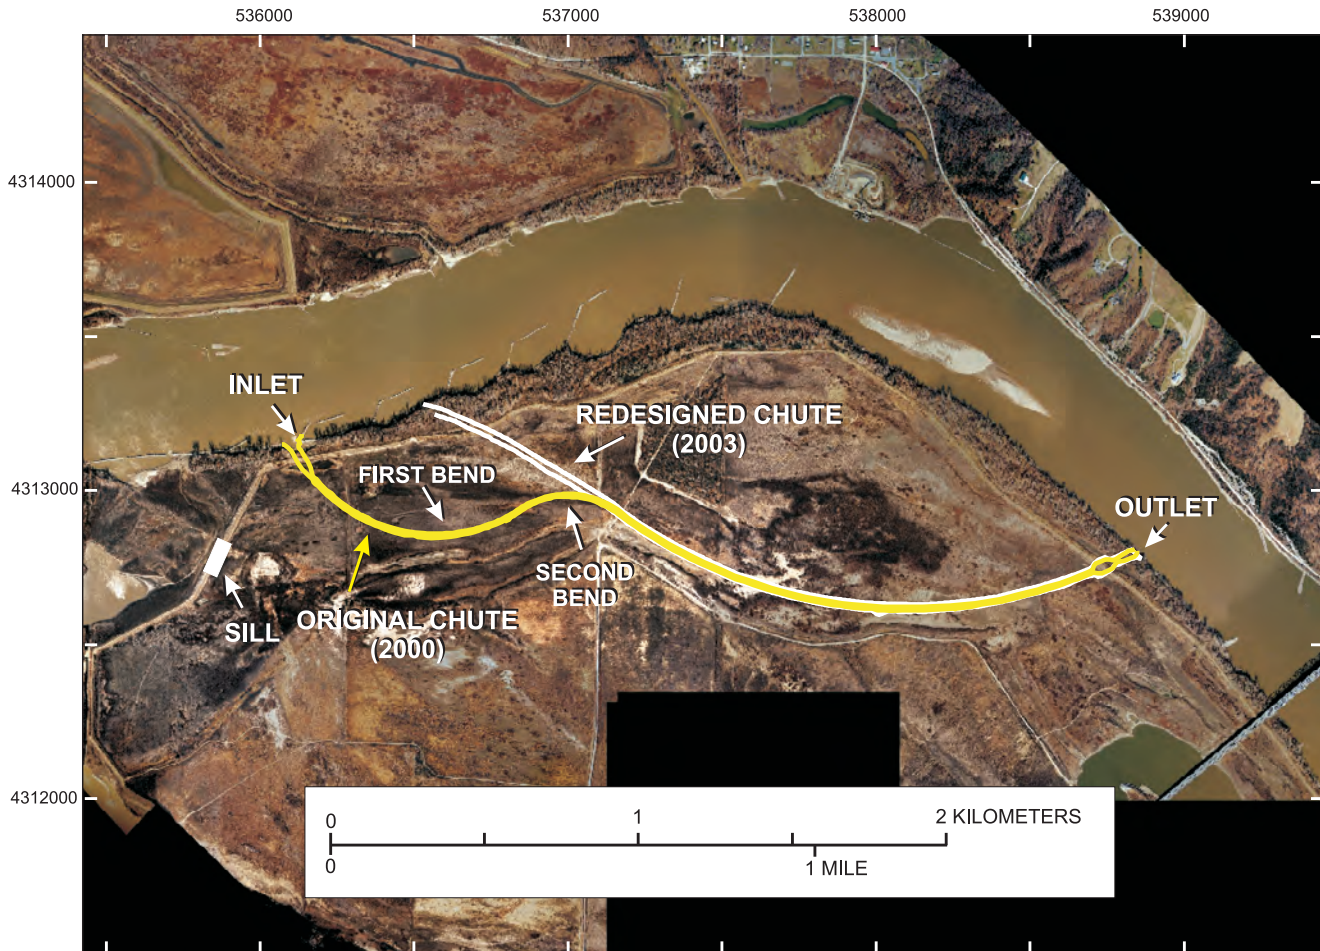 536000
537000
538000
539000
4314000
INLET
REDESIGNED CHUTE
(2003)
FIRST BEND
4313000
OUTLET
SECOND
BEND
SILL
ORIGINAL CHUTE
(2000)
4312000
0
1
2 KILOMETERS
0
1 MILE